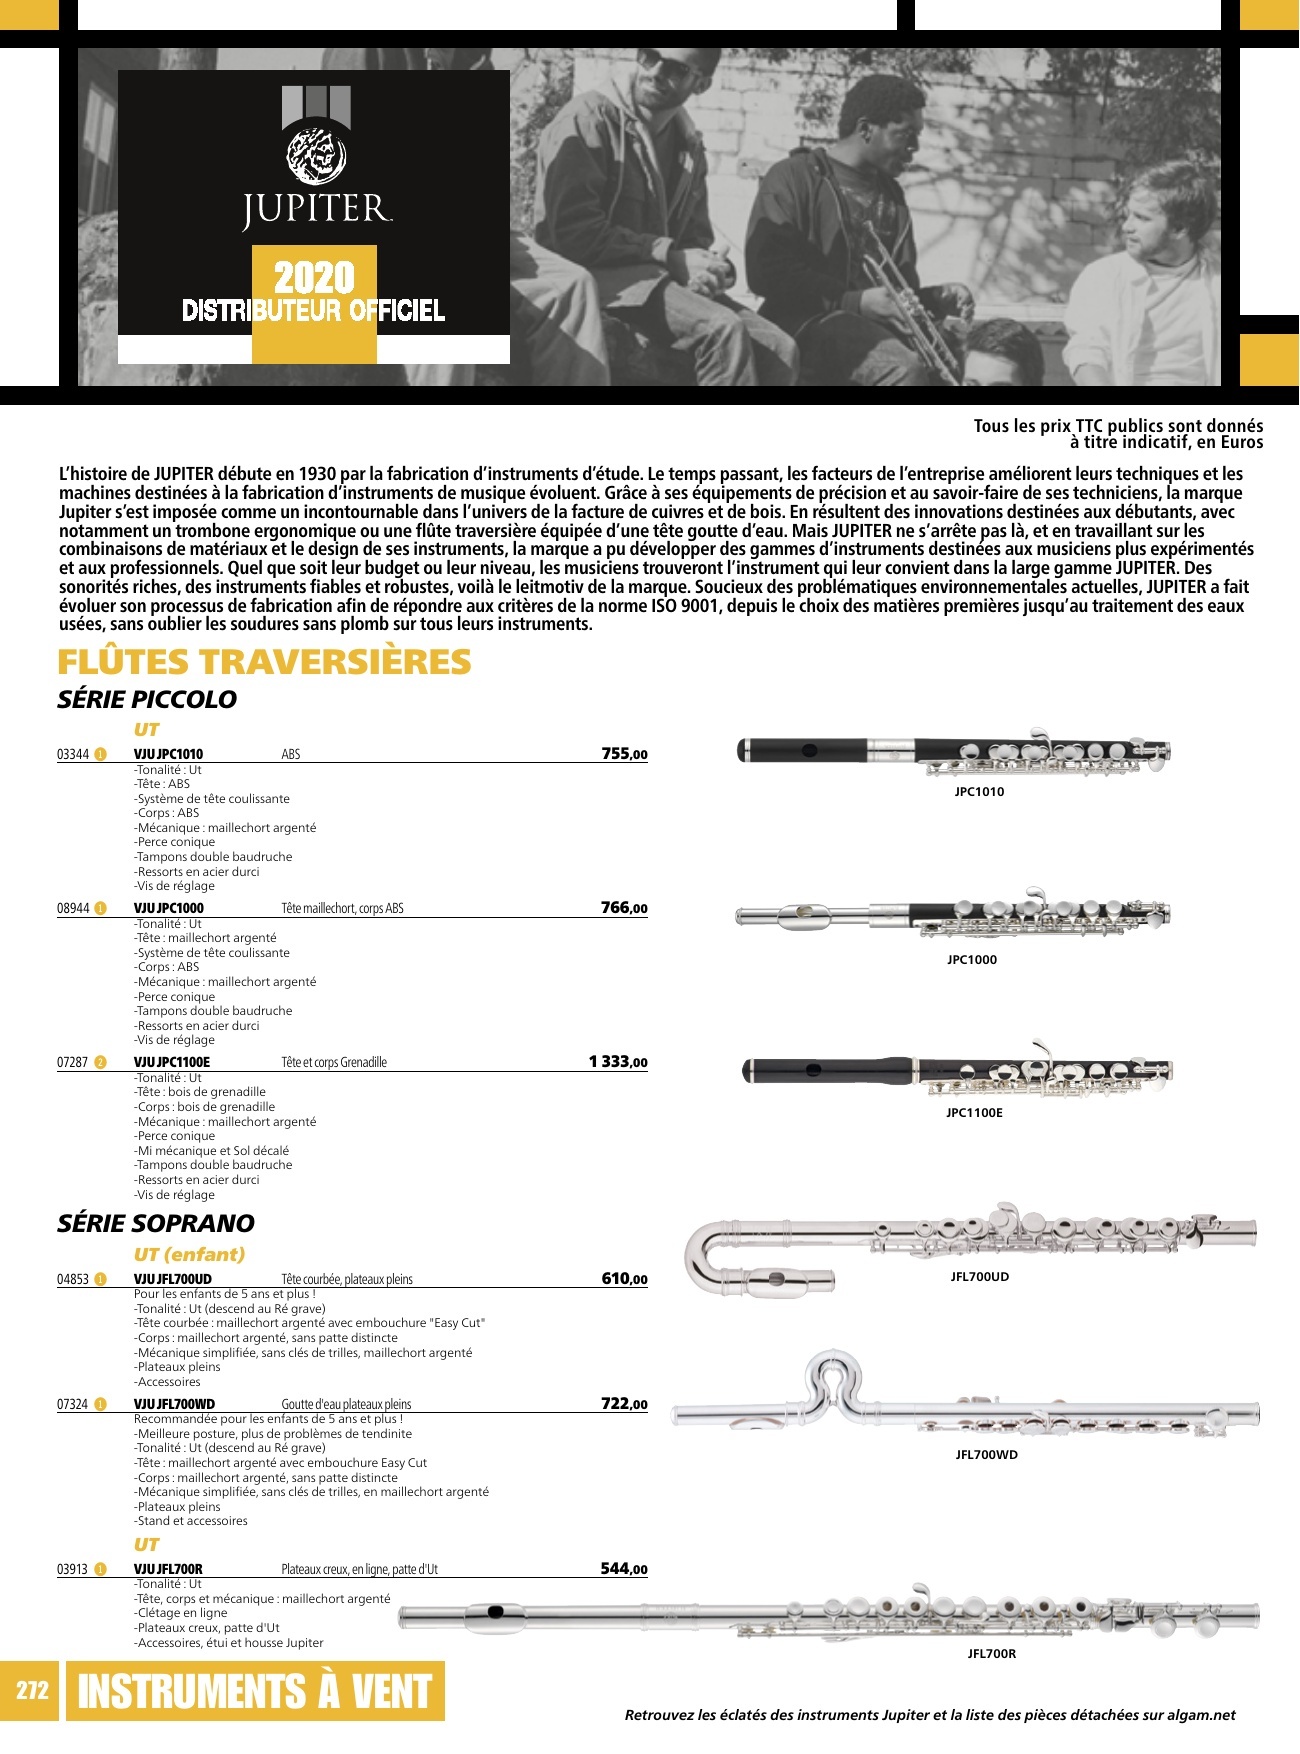 JUPITER
2020
DISTRIBUTEUR OFFICIEL
Tous les prix TTC publics sont donnés
à titre indicatif, en Euros
L’histoire de JUPITER débute en 1930 par la fabrication d’instruments d’étude. Le temps passant, les facteurs de l’entreprise améliorent leurs techniques et les
machines destinées à la fabrication d’instruments de musique évoluent. Grâce à ses équipements de précision et au savoir-faire de ses techniciens, la marque
Jupiter s’est imposée comme un incontournable dans l’univers de la facture de cuivres et de bois. En résultent des innovations destinées aux débutants, avec
notamment un trombone ergonomique ou une flûte traversière équipée d’une tête goutte d’eau. Mais JUPITER ne s’arrête pas là, et en travaillant sur les
combinaisons de matériaux et le design de ses instruments, la marque a pu développer des gammes d’instruments destinées aux musiciens plus expérimentés
et aux professionnels. Quel que soit leur budget ou leur niveau, les musiciens trouveront l’instrument qui leur convient dans la large gamme JUPITER. Des
sonorités riches, des instruments fiables et robustes, voilà le leitmotiv de la marque. Soucieux des problématiques environnementales actuelles, JUPITER a fait
évoluer son processus de fabrication afin de répondre aux critères de la norme ISO 9001, depuis le choix des matières premières jusqu’au traitement des eaux
usées, sans oublier les soudures sans plomb sur tous leurs instruments.
FLÛTES TRAVERSIÈRES
SÉRIE PICCOLO
UT
03344 1 VJU JPC1010 ABS 755,00
-Tonalité : Ut
-Tête : ABS
-Système de tête coulissante
-Corps : ABS
-Mécanique : maillechort argenté
-Perce conique
-Tampons double baudruche
-Ressorts en acier durci
-Vis de réglage
JPC1010
08944 1 VJU JPC1000 Tête maillechort, corps ABS 766,00
-Tonalité : Ut
-Tête : maillechort argenté
-Système de tête coulissante
-Corps : ABS
-Mécanique : maillechort argenté
-Perce conique
-Tampons double baudruche
-Ressorts en acier durci
-Vis de réglage
JPC1000
07287 2 VJU JPC1100E Tête et corps Grenadille 1 333,00
-Tonalité : Ut
-Tête : bois de grenadille
-Corps : bois de grenadille
-Mécanique : maillechort argenté
-Perce conique
-Mi mécanique et Sol décalé
-Tampons double baudruche
-Ressorts en acier durci
-Vis de réglage
JPC1100E
SÉRIE SOPRANO
UT (enfant)
04853 1 VJU JFL700UD Tête courbée, plateaux pleins 610,00
Pour les enfants de 5 ans et plus !
-Tonalité : Ut (descend au Ré grave)
-Tête courbée : maillechort argenté avec embouchure "Easy Cut"
-Corps : maillechort argenté, sans patte distincte
-Mécanique simplifiée, sans clés de trilles, maillechort argenté
-Plateaux pleins
-Accessoires
JFL700UD
07324 1 VJU JFL700WD Goutte d'eau plateaux pleins 722,00
Recommandée pour les enfants de 5 ans et plus !
-Meilleure posture, plus de problèmes de tendinite
-Tonalité : Ut (descend au Ré grave)
-Tête : maillechort argenté avec embouchure Easy Cut
-Corps : maillechort argenté, sans patte distincte
-Mécanique simplifiée, sans clés de trilles, en maillechort argenté
-Plateaux pleins
-Stand et accessoires
JFL700WD
UT
03913 1 VJU JFL700R Plateaux creux, en ligne, patte d'Ut 544,00
-Tonalité : Ut
-Tête, corps et mécanique : maillechort argenté
-Clétage en ligne
-Plateaux creux, patte d'Ut
-Accessoires, étui et housse Jupiter
JFL700R
272 INSTRUMENTS À VENT
Retrouvez les éclatés des instruments Jupiter et la liste des pièces détachées sur algam.net